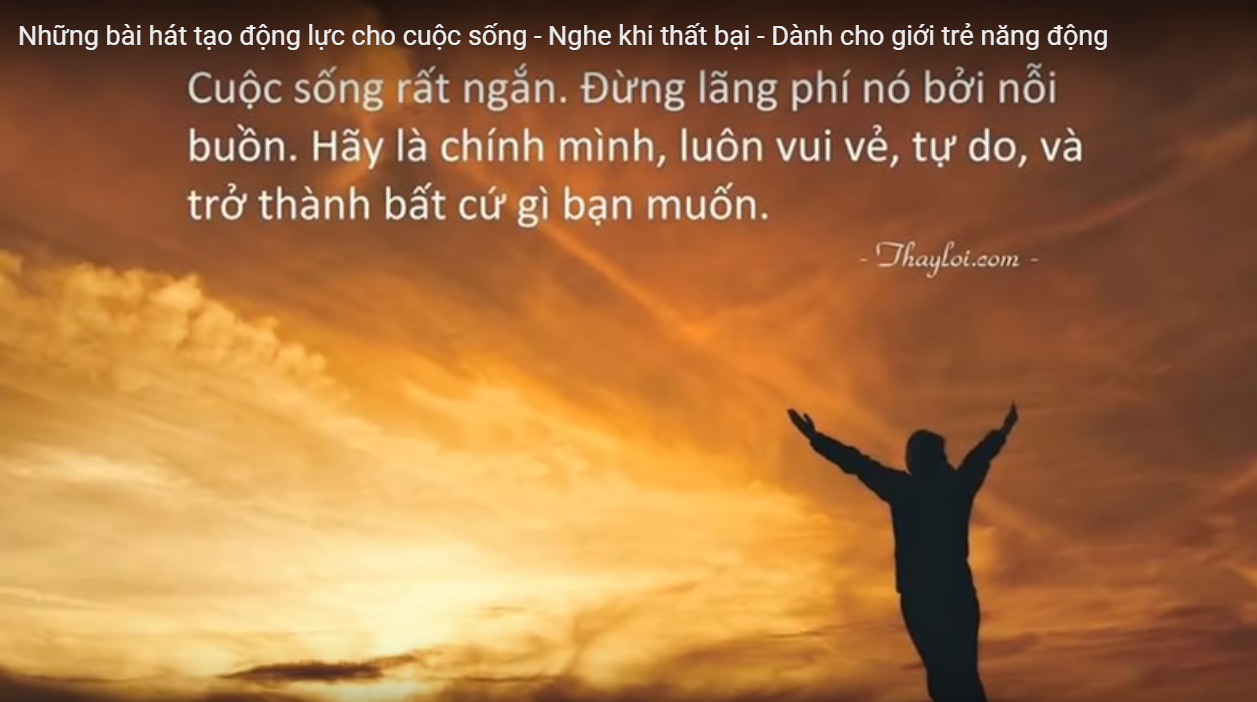 Những bài hát tạo động lực cho cuộc sống - Nghe khi thất bại - Dành cho giới trẻ năng động
Cuộc sống rất ngắn. Đừng lãng phí nó bởi nỗi
buồn. Hãy là chính mình, luôn vui vẻ, tự do, và
trở thành bất cứ gì bạn muốn.
- Thayloi.com -